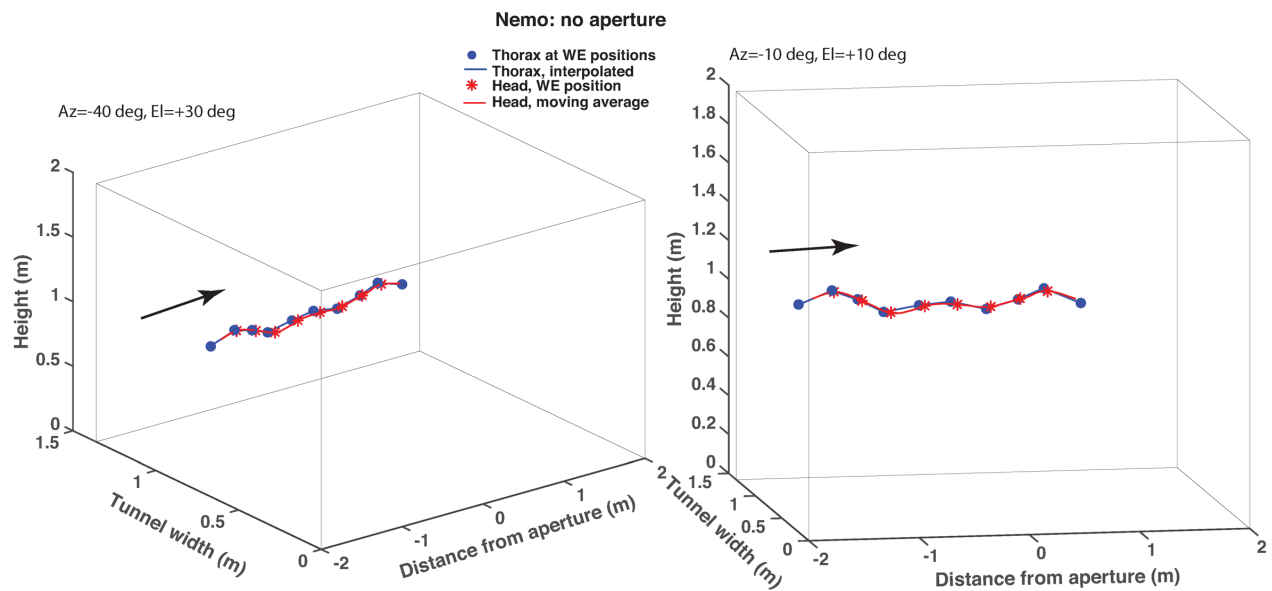 Nemo: no aperture
Thorax at WE positions
Thorax, interpolated
Head, WE position
Head, moving average
Az=-40 deg, El=+30 deg
2
1.5
1
0.5
0
Height (m)
1.5
1
0.5
0
Tunnel width (m)
-2
-1
0
1
2
Distance from aperture (m)
Az=-10 deg, El=+10 deg
2
1.8
1.6
1.4
1.2
1
0.8
0.6
0.4
0.2
0
Height (m)
1.5
1
0.5
0
Tunnel width (m)
-2
-1
0
1
2
Distance from aperture (m)